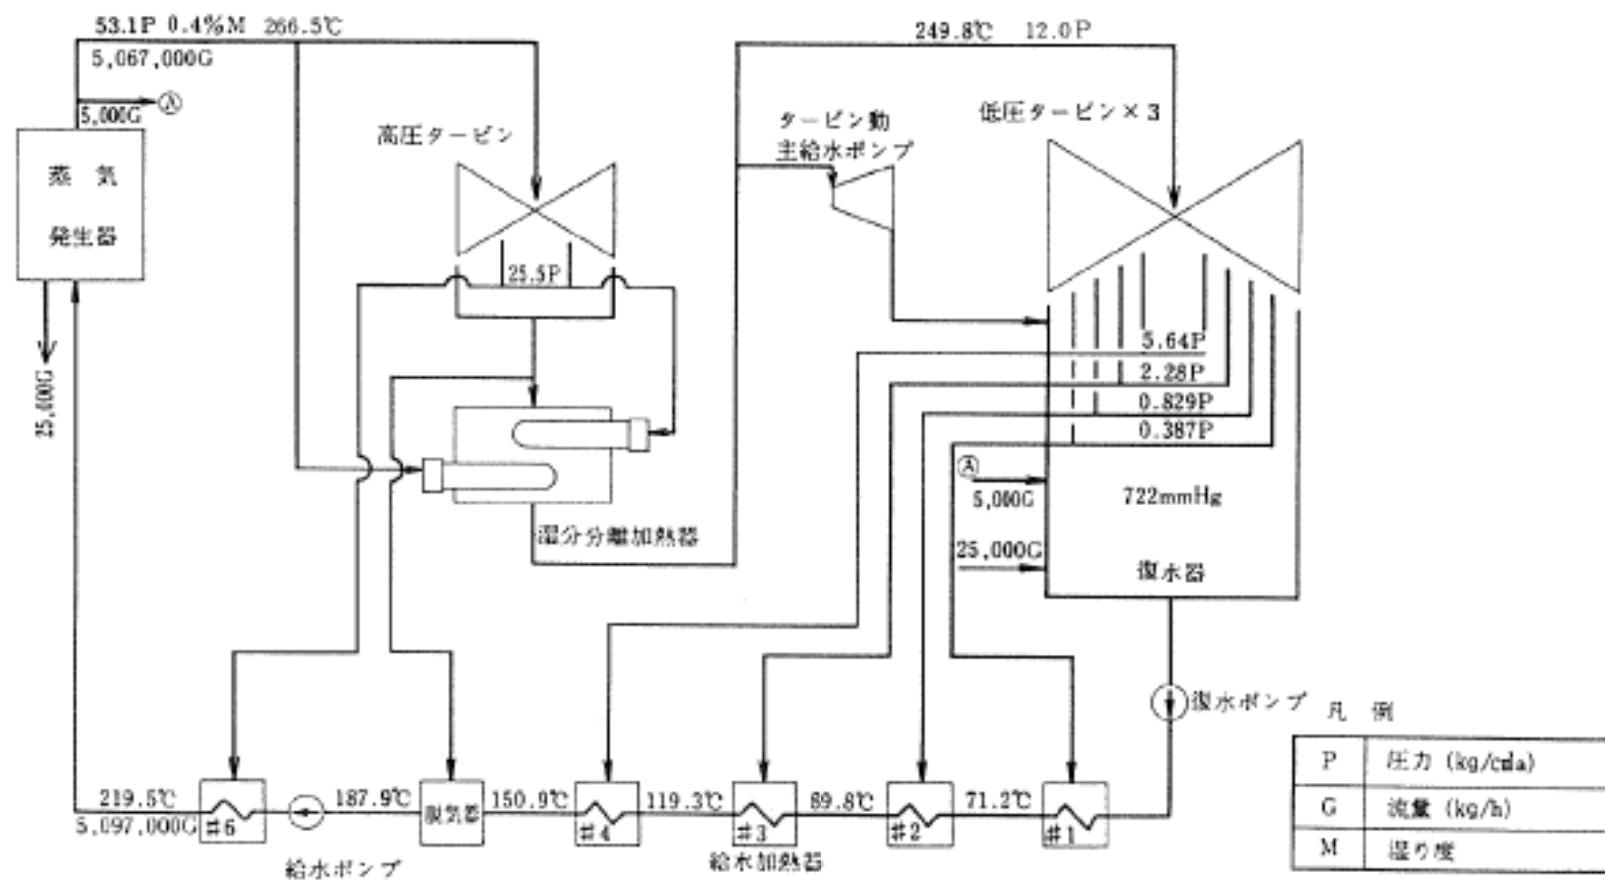 53.1P 0.4%M 266.5℃
5,067,000G
5,000G
Ⓐ
蒸 気
発生器
25,000G
高圧タービン
25.5P
湿分分離加熱器
249.8℃ 12.0P
タービン動
主給水ポンプ
低圧タービン×3
5.64P
2.28P
0.829P
0.387P
Ⓐ
5,000G
722mmHg
25,000G
復水器
復水ポンプ
219.5℃
5,097,000G
#6
187.9℃
給水ポンプ
脱気器
150.9℃
#4
119.3℃
#3
給水加熱器
89.8℃
#2
71.2℃
#1
凡 例
P 圧力 (kg/c㎡a)
G 流量 (kg/h)
M 湿り度